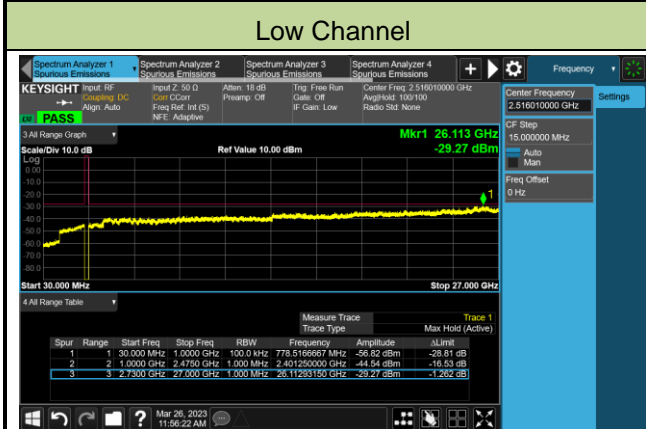 Low Channel
Spectrum Analyzer 1
Spurious Emissions
Spectrum Analyzer 2
Spurious Emissions
Spectrum Analyzer 3
Spurious Emissions
Spectrum Analyzer 4
Spurious Emissions
+
Frequency
KEYSIGHT
Input: RF
Coupling: DC
Align: Auto
Input Z: 50 Ω
Corr CCorr
Freq Ref: Int (S)
NFE: Adaptive
Atten: 18 dB
Preamp: Off
Trig: Free Run
Gate: Off
IF Gain: Low
Center Freq: 2.516010000 GHz
Avg|Hold: 100/100
Radio Std: None
PASS
Center Frequency
2.516010000 GHz
Settings
CF Step
15.000000 MHz
Auto
Man
Freq Offset
0 Hz
3 All Range Graph
Mkr1 26.113 GHz
Scale/Div 10.0 dB
Ref Value 10.00 dBm
-29.27 dBm
Log
0.00
-10.0
-20.0
-30.0
-40.0
-50.0
-60.0
-70.0
-80.0
1
Start 30.000 MHz
Stop 27.000 GHz
4 All Range Table
Measure Trace Trace 1
Trace Type Max Hold (Active)
Spur Range Start Freq Stop Freq RBW Frequency Amplitude ΔLimit
1 1 30.000 MHz 1.0000 GHz 100.0 kHz 778.5166667 MHz -56.82 dBm -28.81 dB
2 2 1.0000 GHz 2.4750 GHz 1.000 MHz 2.401250000 GHz -44.54 dBm -16.53 dB
3 3 2.7300 GHz 27.000 GHz 1.000 MHz 26.11293150 GHz -29.27 dBm -1.262 dB
?
Mar 26, 2023
11:56:22 AM